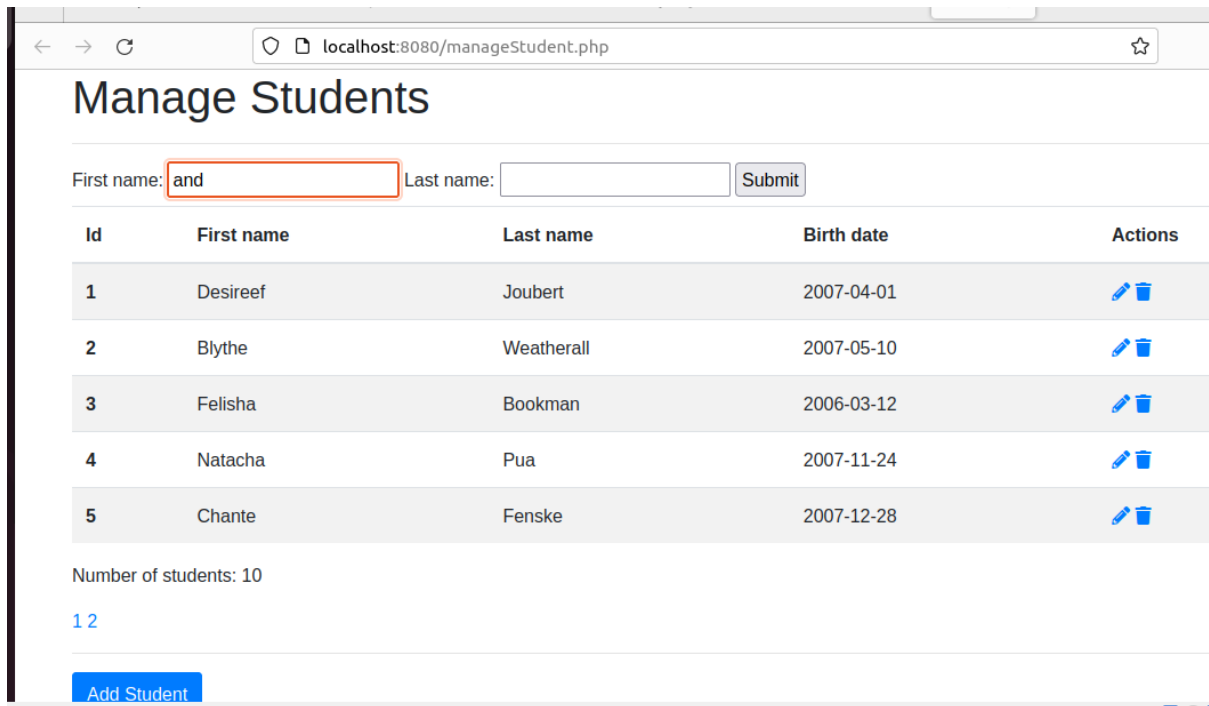 localhost:8080/manageStudent.php
Manage Students
First name: and Last name: Submit
Id First name Last name Birth date Actions
1 Desireef Joubert 2007-04-01
2 Blythe Weatherall 2007-05-10
3 Felisha Bookman 2006-03-12
4 Natacha Pua 2007-11-24
5 Chante Fenske 2007-12-28
Number of students: 10
1 2
Add Student